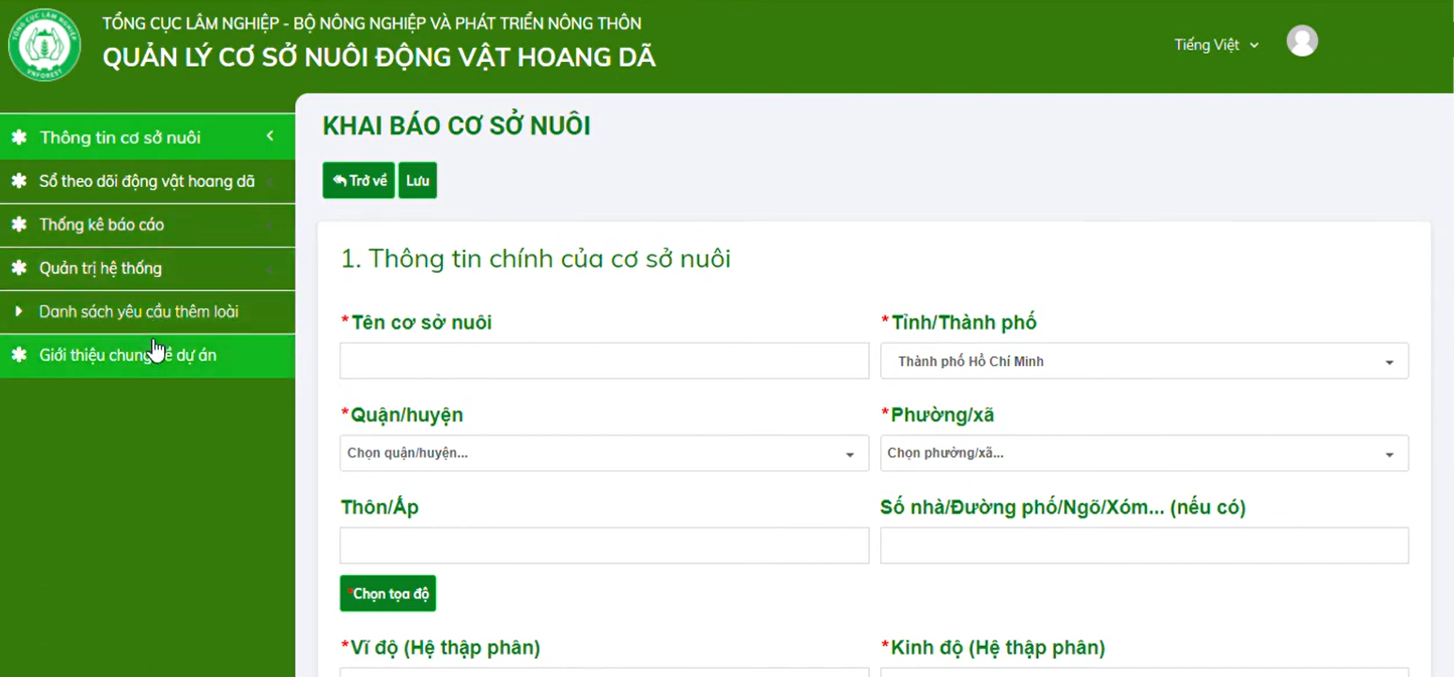 TỔNG CỤC LÂM NGHIỆP - BỘ NÔNG NGHIỆP VÀ PHÁT TRIỂN NÔNG THÔN
QUẢN LÝ CƠ SỞ NUÔI ĐỘNG VẬT HOANG DÃ
TỔNG CỤC LÂM NGHIỆP
VNFOREST
Tiếng Việt
Thông tin cơ sở nuôi
Sổ theo dõi động vật hoang dã
Thống kê báo cáo
Quản trị hệ thống
Danh sách yêu cầu thêm loài
Giới thiệu chung về dự án
KHAI BÁO CƠ SỞ NUÔI
Trở về Lưu
1. Thông tin chính của cơ sở nuôi
*Tên cơ sở nuôi
*Tỉnh/Thành phố
Thành phố Hồ Chí Minh
*Quận/huyện
Chọn quận/huyện...
*Phường/xã
Chọn phường/xã...
Thôn/Ấp
Số nhà/Đường phố/Ngõ/Xóm... (nếu có)
*Chọn tọa độ
*Vĩ độ (Hệ thập phân)
*Kinh độ (Hệ thập phân)